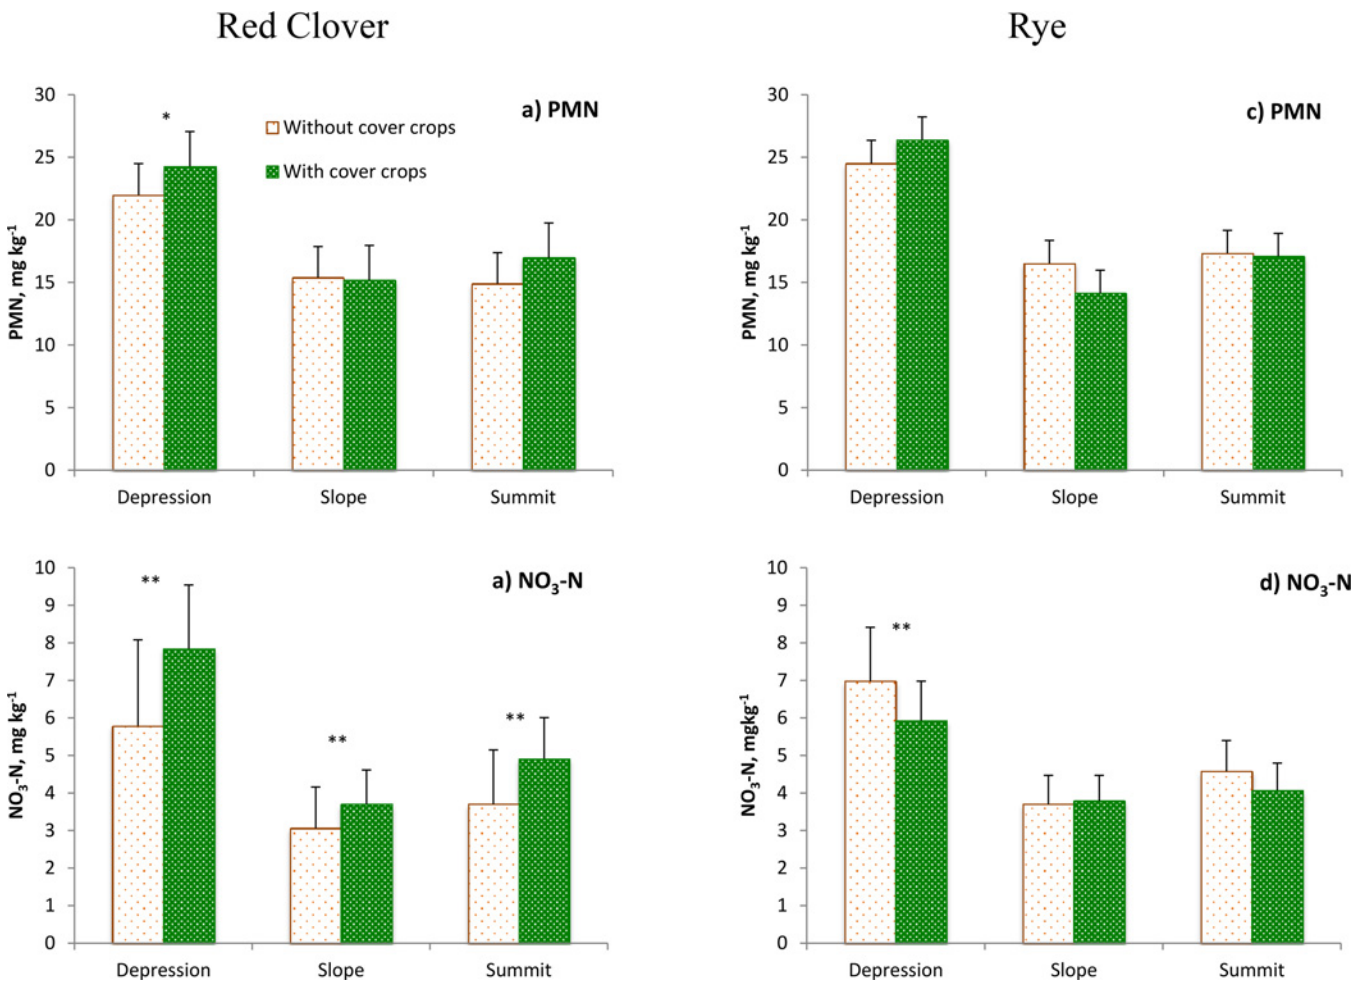 Red Clover
Rye
a) PMN
Without cover crops
With cover crops
*
PMN, mg kg-1
30
25
20
15
10
5
0
Depression Slope Summit
c) PMN
PMN, mg kg-1
30
25
20
15
10
5
0
Depression Slope Summit
a) NO3-N
**
**
**
NO3-N, mg kg-1
10
9
8
7
6
5
4
3
2
1
0
Depression Slope Summit
d) NO3-N
**
NO3-N, mgkg-1
10
9
8
7
6
5
4
3
2
1
0
Depression Slope Summit